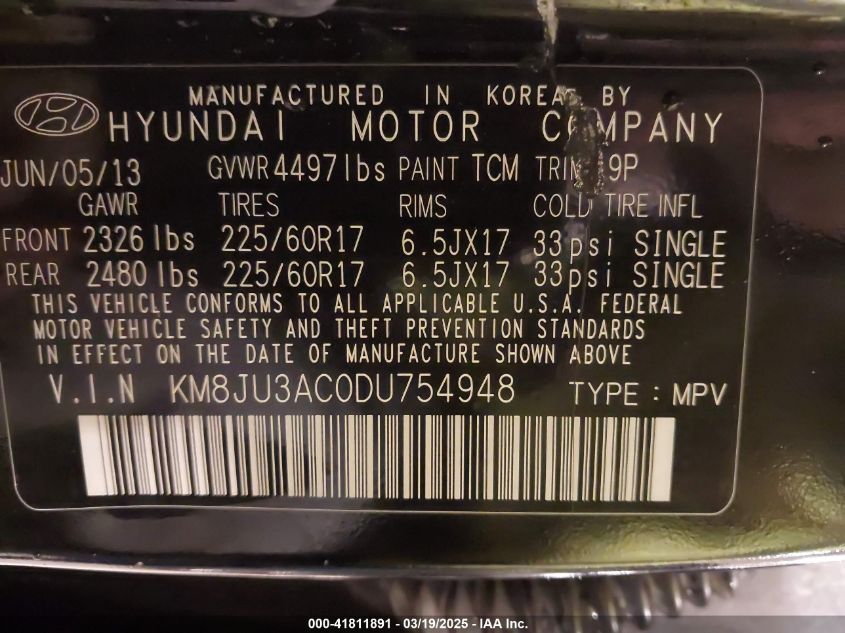 MANUFACTURED IN KOREA BY
HYUNDAI MOTOR COMPANY
JUN/05/13 GVWR 4497lbs PAINT TCM TRIM 9P
GAWR TIRES RIMS COLD TIRE INFL
FRONT 2326 lbs 225/60R17 6.5JX17 33psi SINGLE
REAR 2480 lbs 225/60R17 6.5JX17 33psi SINGLE
THIS VEHICLE CONFORMS TO ALL APPLICABLE U.S.A. FEDERAL
MOTOR VEHICLE SAFETY AND THEFT PREVENTION STANDARDS
IN EFFECT ON THE DATE OF MANUFACTURE SHOWN ABOVE
V.I.N KM8JU3AC0DU754948 TYPE : MPV
000-41811891 - 03/19/2025 - IAA Inc.